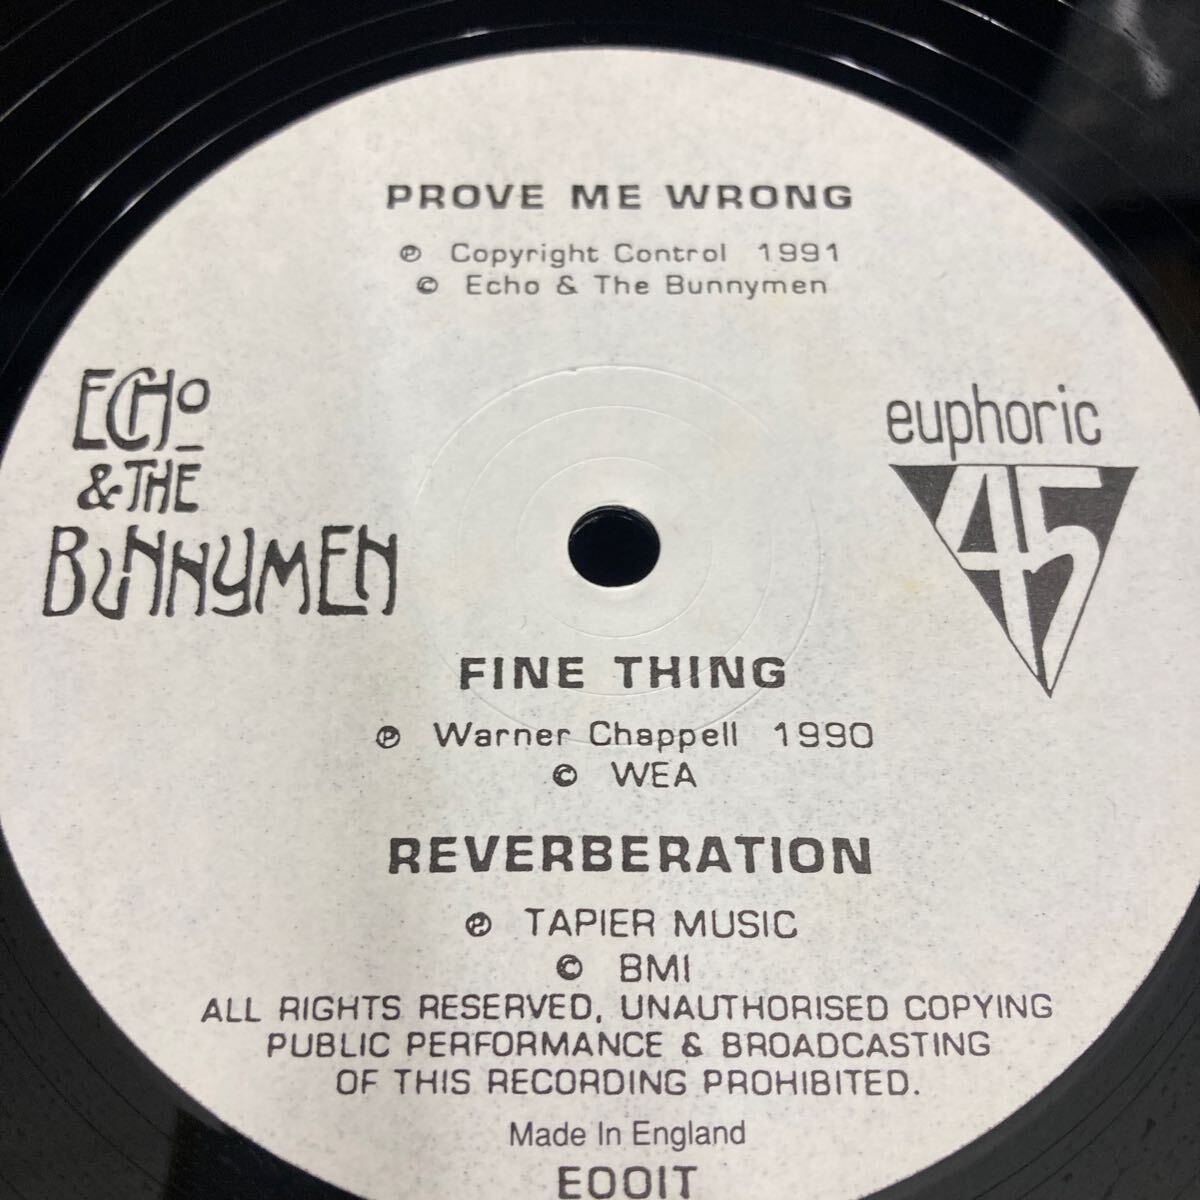 PROVE ME WRONG
℗ Copyright Control 1991
© Echo & The Bunnymen
ECHO
& THE
BUNNYMEN
euphoric
45
FINE THING
℗ Warner Chappell 1990
© WEA
REVERBERATION
℗ TAPIER MUSIC
© BMI
ALL RIGHTS RESERVED, UNAUTHORISED COPYING
PUBLIC PERFORMANCE & BROADCASTING
OF THIS RECORDING PROHIBITED.
Made In England
E001T